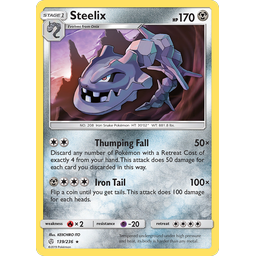 STAGE 1 Steelix HP 170
Evolves from Onix
NO. 208 Iron Snake Pokémon HT: 30'02" WT: 881.8 lbs.
Thumping Fall 50×
Discard any number of Pokémon with a Retreat Cost of
exactly 4 from your hand. This attack does 50 damage
for each card you discarded in this way.
Iron Tail 100×
Flip a coin until you get tails. This attack does 100 damage
for each heads.
weakness ×2 resistance -20 retreat
139/236